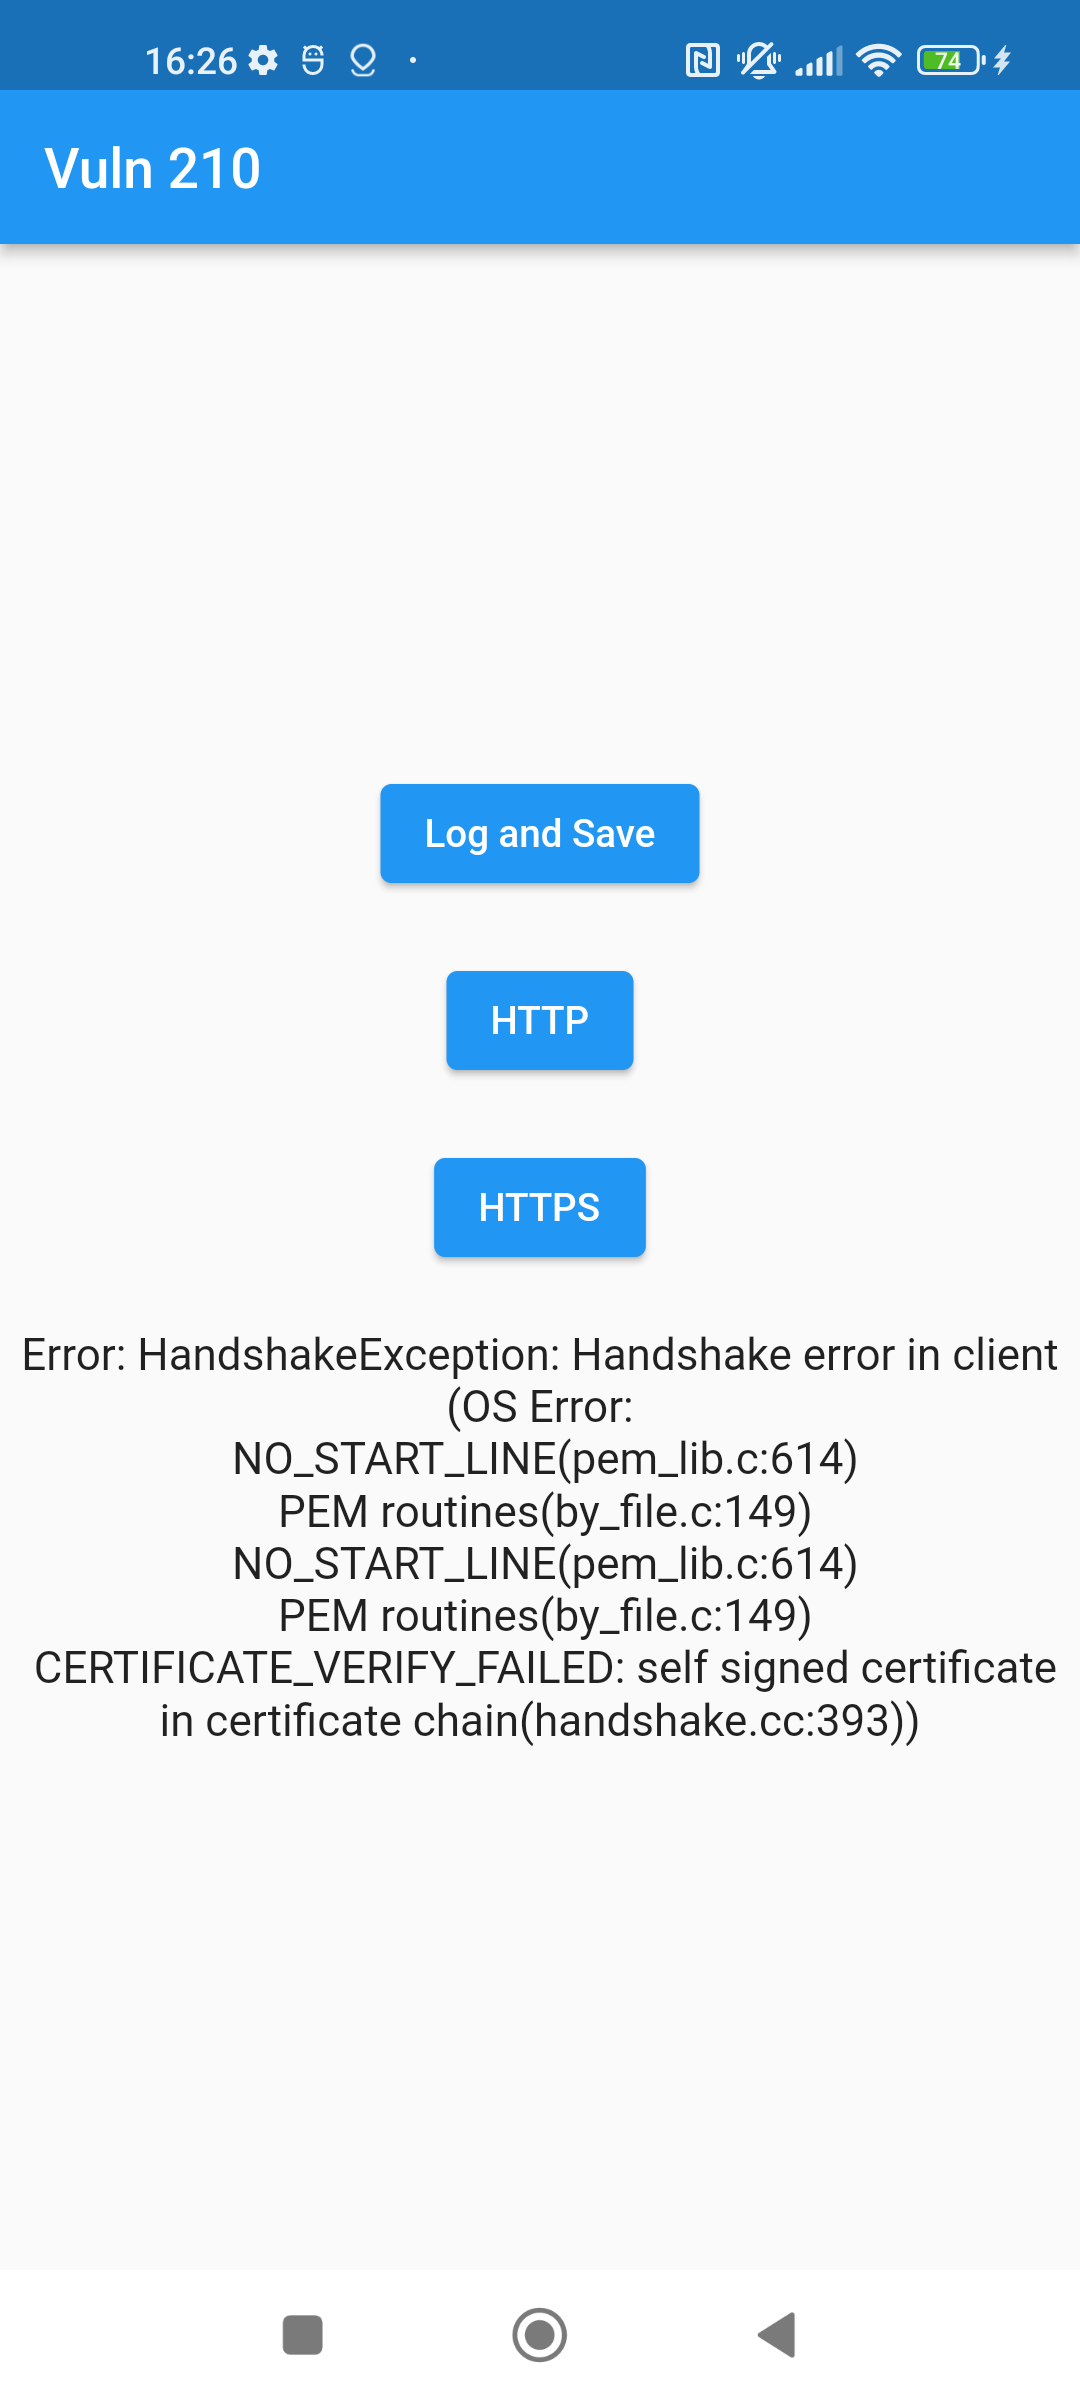 16:26
74
Vuln 210
Log and Save
HTTP
HTTPS
Error: HandshakeException: Handshake error in client
(OS Error:
NO_START_LINE(pem_lib.c:614)
PEM routines(by_file.c:149)
NO_START_LINE(pem_lib.c:614)
PEM routines(by_file.c:149)
CERTIFICATE_VERIFY_FAILED: self signed certificate
in certificate chain(handshake.cc:393))